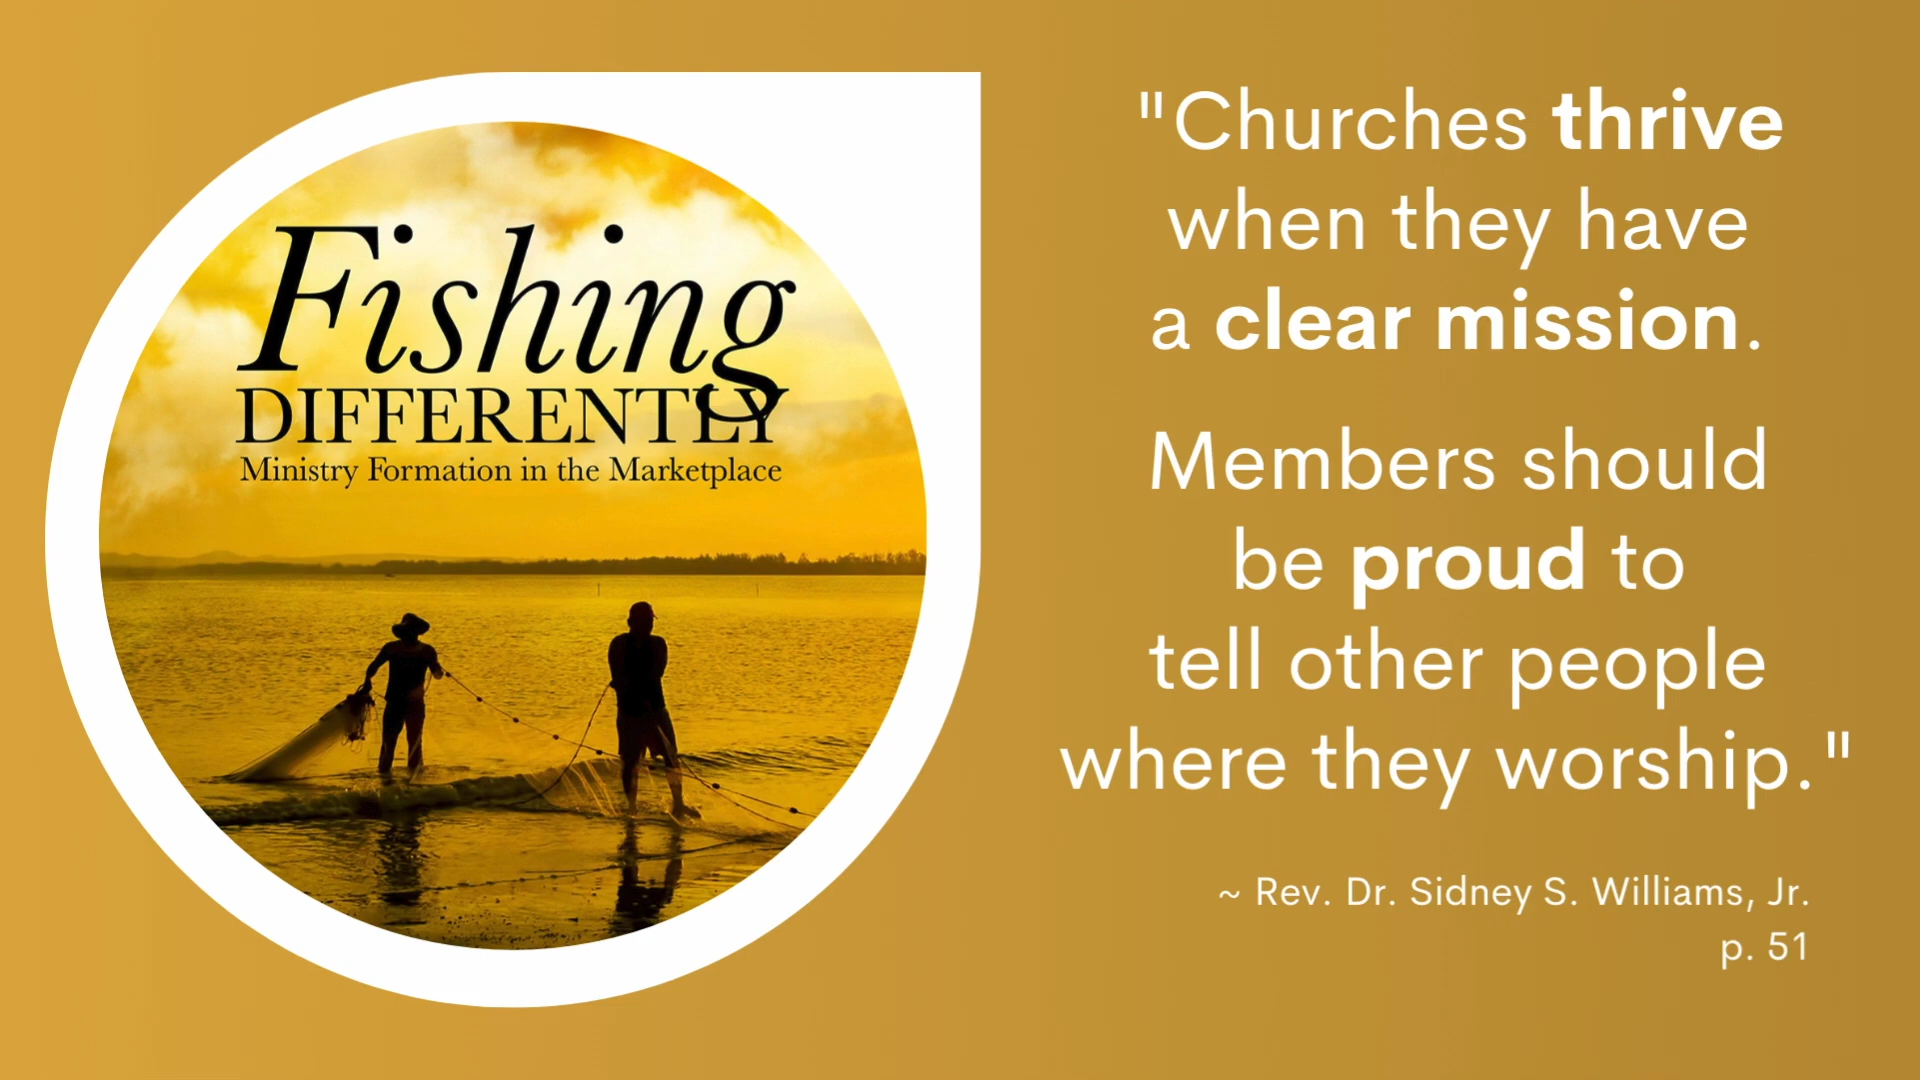 Fishing
DIFFERENTLY
Ministry Formation in the Marketplace
"Churches thrive
when they have
a clear mission.
Members should
be proud to
tell other people
where they worship."
~ Rev. Dr. Sidney S. Williams, Jr.
p. 51